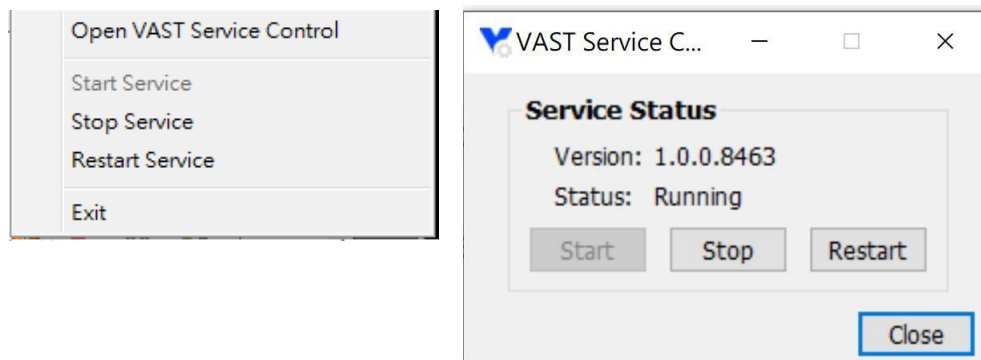 Open VAST Service Control
Start Service
Stop Service
Restart Service
Exit
VAST Service C...
Service Status
Version: 1.0.0.8463
Status: Running
Start Stop Restart
Close